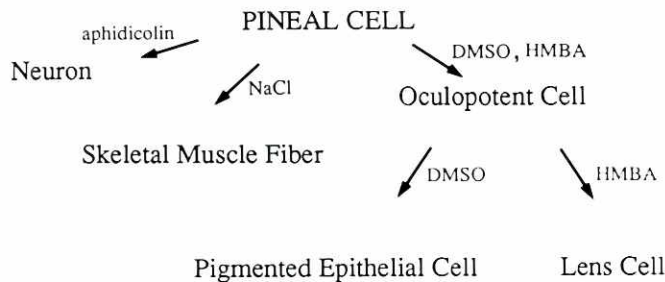 PINEAL CELL
aphidicolin
DMSO, HMBA
Neuron
NaCl
Oculopotent Cell
Skeletal Muscle Fiber
DMSO
HMBA
Pigmented Epithelial Cell
Lens Cell